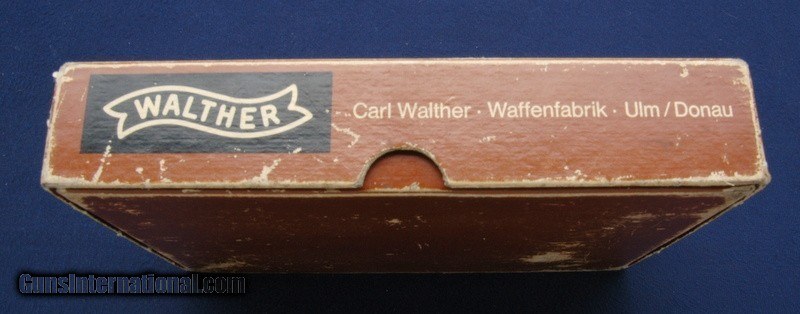 WALTHER
Carl Walther · Waffenfabrik · Ulm / Donau
GunsInternational.com